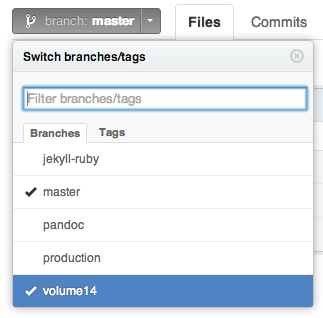 branch: master Files Commits
Switch branches/tags
Filter branches/tags
Branches Tags
jekyll-ruby
master
pandoc
production
volume14